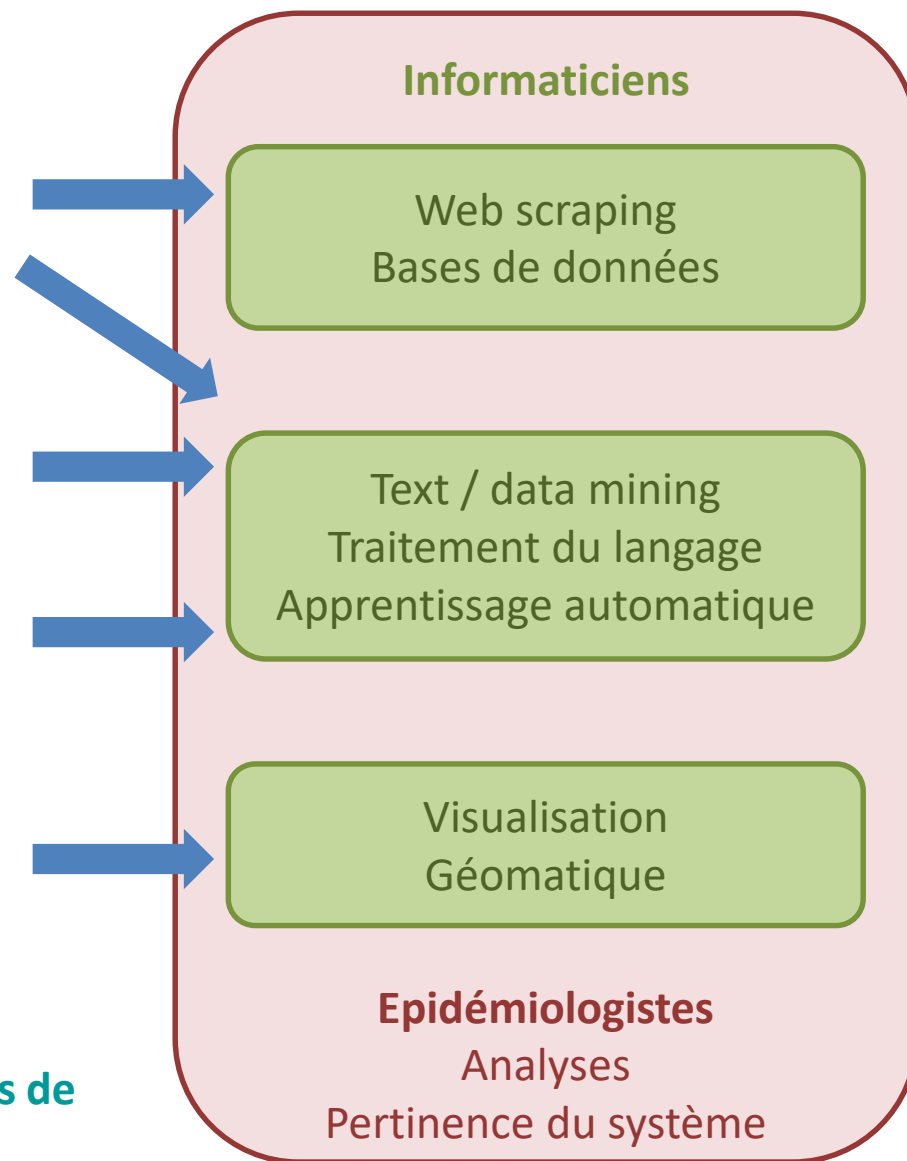 Informaticiens
Web scraping
Bases de données
Text / data mining
Traitement du langage
Apprentissage automatique
Visualisation
Géomatique
Epidémiologistes
Analyses
s de
Pertinence du système